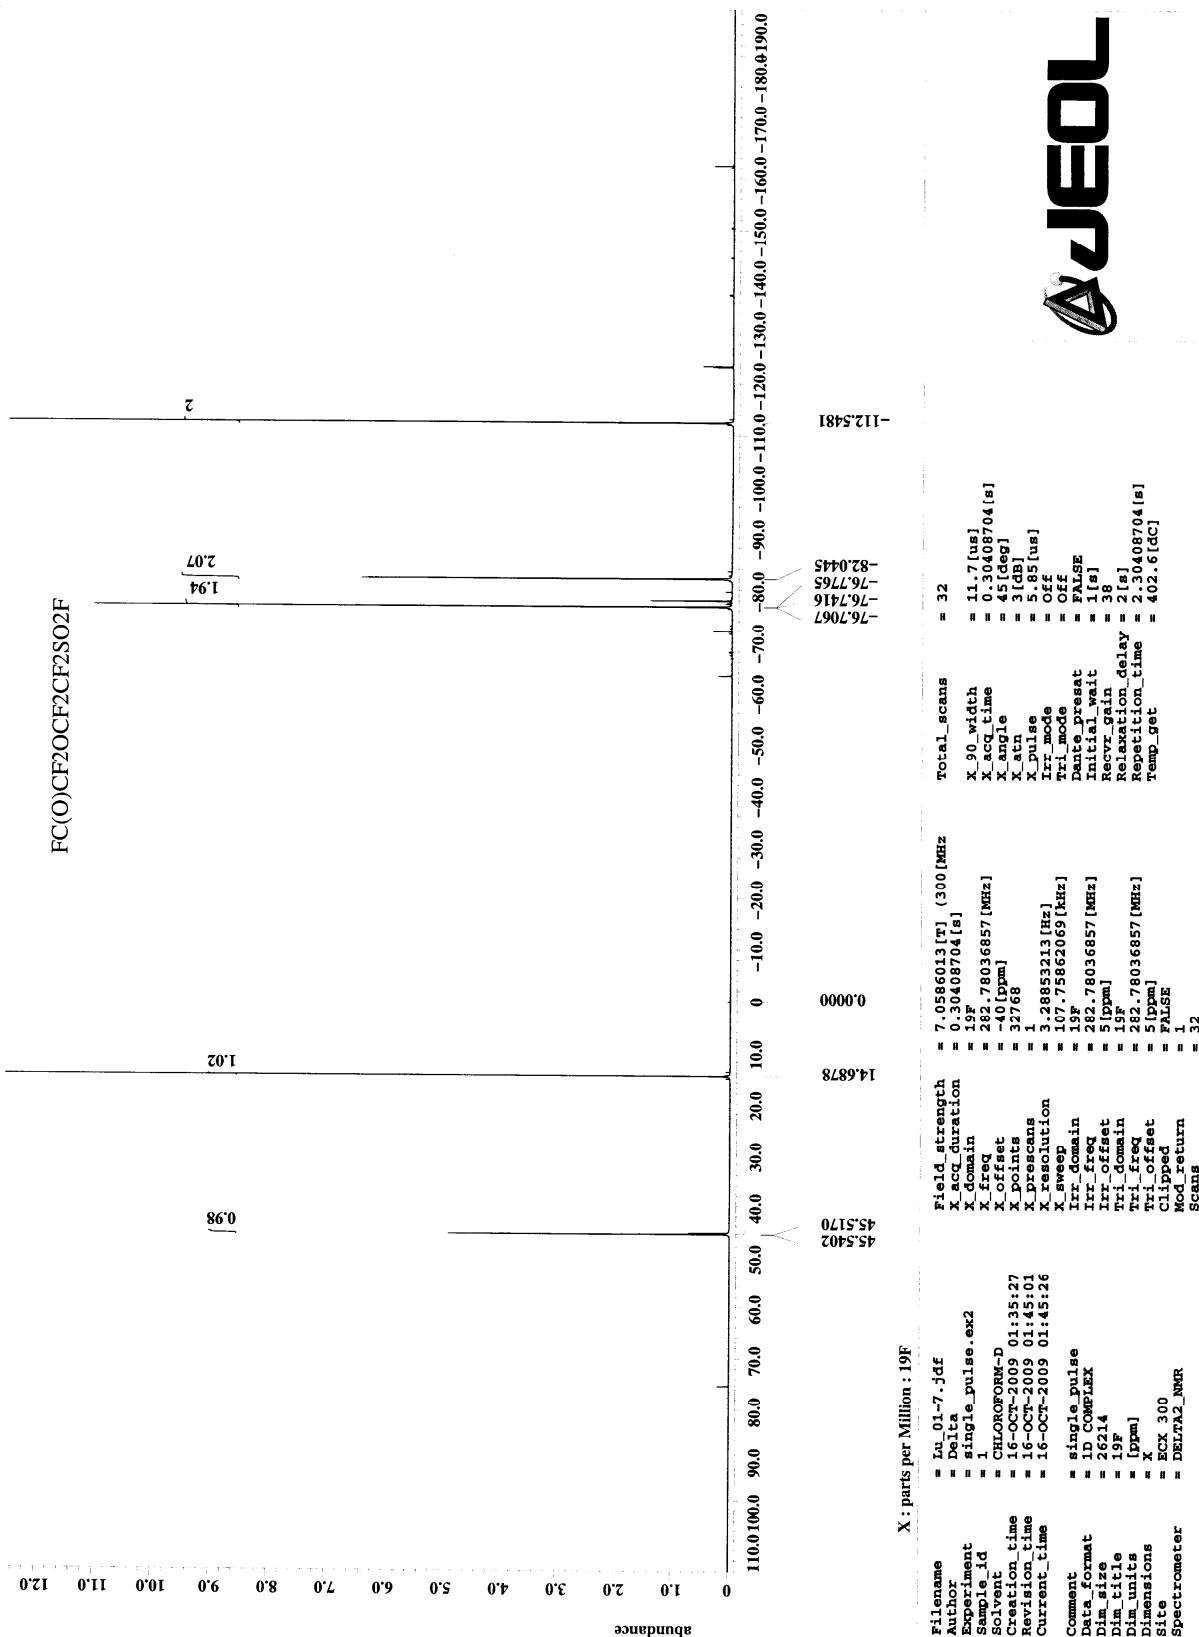 FC(O)CF2OCF2CF2SO2F
abundance
0 1.0 2.0 3.0 4.0 5.0 6.0 7.0 8.0 9.0 10.0 11.0 12.0
0.98
1.02
1.94
2.07
2
110.0 100.0 90.0 80.0 70.0 60.0 50.0 40.0 30.0 20.0 10.0 0 -10.0 -20.0 -30.0 -40.0 -50.0 -60.0 -70.0 -80.0 -90.0 -100.0 -110.0 -120.0 -130.0 -140.0 -150.0 -160.0 -170.0 -180.0 -190.0
45.5402
45.5170
14.6878
0.0000
-76.7067
-76.7416
-76.7765
-82.0445
-112.5481
X : parts per Million : 19F
Filename = Lu_01-7.jdf
Author = Delta
Experiment = single_pulse.ex2
Sample_id = 1
Solvent = CHLOROFORM-D
Creation_time = 16-OCT-2009 01:35:27
Revision_time = 16-OCT-2009 01:45:01
Current_time = 16-OCT-2009 01:45:26
Comment = single_pulse
Data_format = 1D COMPLEX
Dim_size = 26214
Dim_title = 19F
Dim_units = [ppm]
Dimensions = X
Site = ECX 300
Spectrometer = DELTA2_NMR
Field_strength = 7.0586013[T] (300[MHz
X_acq_duration = 0.30408704[s]
X_domain = 19F
X_freq = 282.78036857[MHz]
X_offset = -40[ppm]
X_points = 32768
X_prescans = 1
X_resolution = 3.28853213[Hz]
X_sweep = 107.75862069[kHz]
Irr_domain = 19F
Irr_freq = 282.78036857[MHz]
Irr_offset = 5[ppm]
Tri_domain = 19F
Tri_freq = 282.78036857[MHz]
Tri_offset = 5[ppm]
Clipped = FALSE
Mod_return = 1
Scans = 32
Total_scans = 32
X_90_width = 11.7[us]
X_acq_time = 0.30408704[s]
X_angle = 45[deg]
X_atn = 3[dB]
X_pulse = 5.85[us]
Irr_mode = Off
Tri_mode = Off
Dante_presat = FALSE
Initial_wait = 1[s]
Recvr_gain = 38
Relaxation_delay = 2[s]
Repetition_time = 2.30408704[s]
Temp_get = 402.6[dC]
JEOL